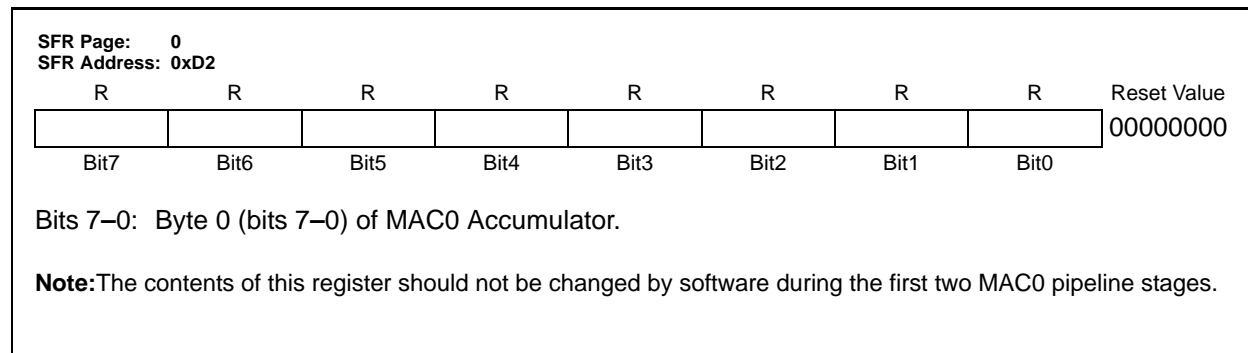 SFR Page: 0
SFR Address: 0xD2
R R R R R R R R Reset Value
00000000
Bit7 Bit6 Bit5 Bit4 Bit3 Bit2 Bit1 Bit0
Bits 7–0: Byte 0 (bits 7–0) of MAC0 Accumulator.
Note:The contents of this register should not be changed by software during the first two MAC0 pipeline stages.